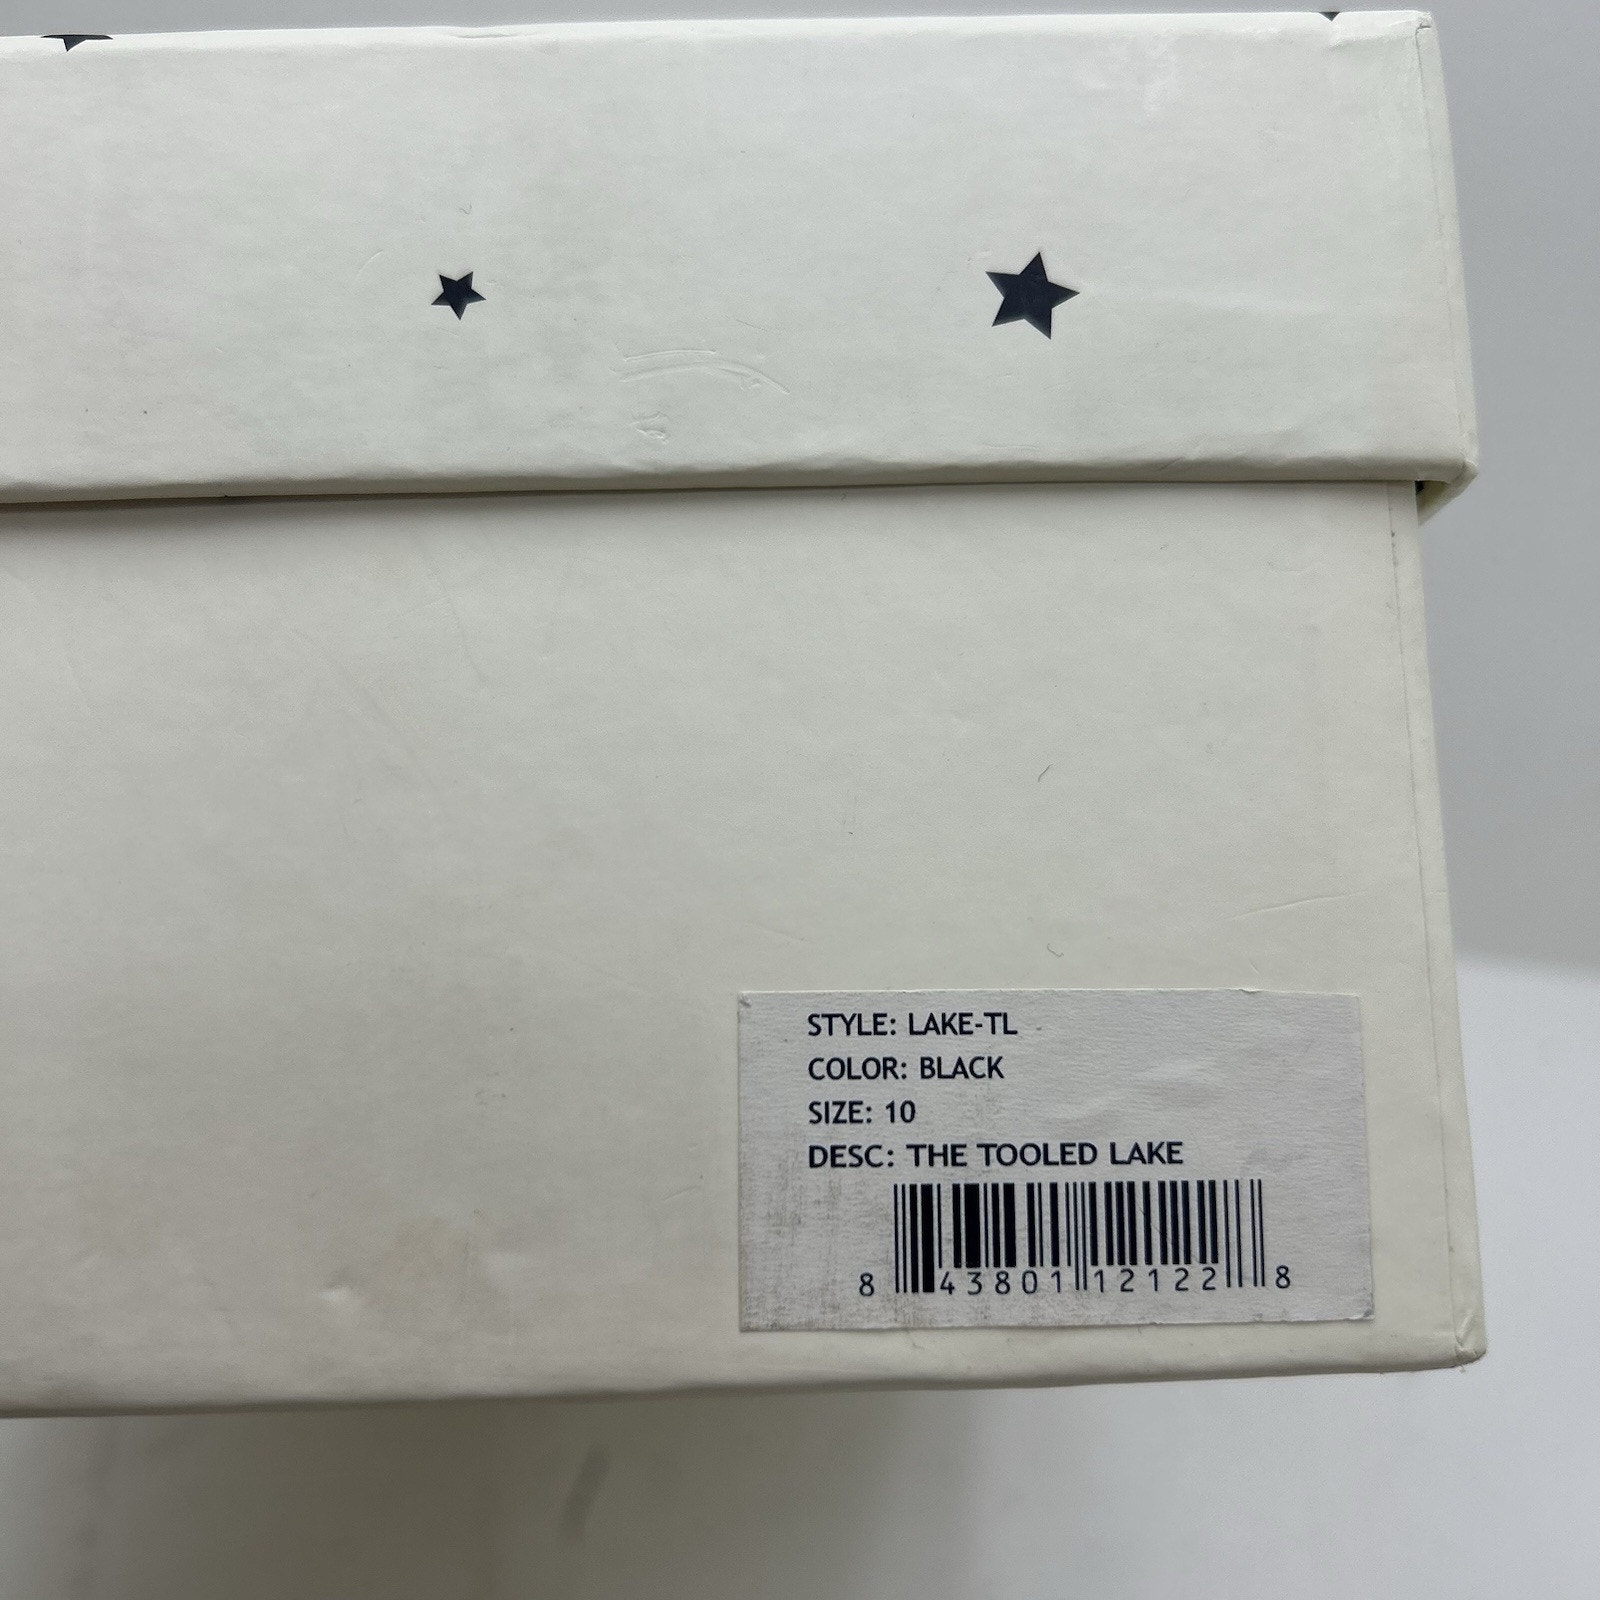 STYLE: LAKE-TL
COLOR: BLACK
SIZE: 10
DESC: THE TOOLED LAKE
8 43801 12122 8